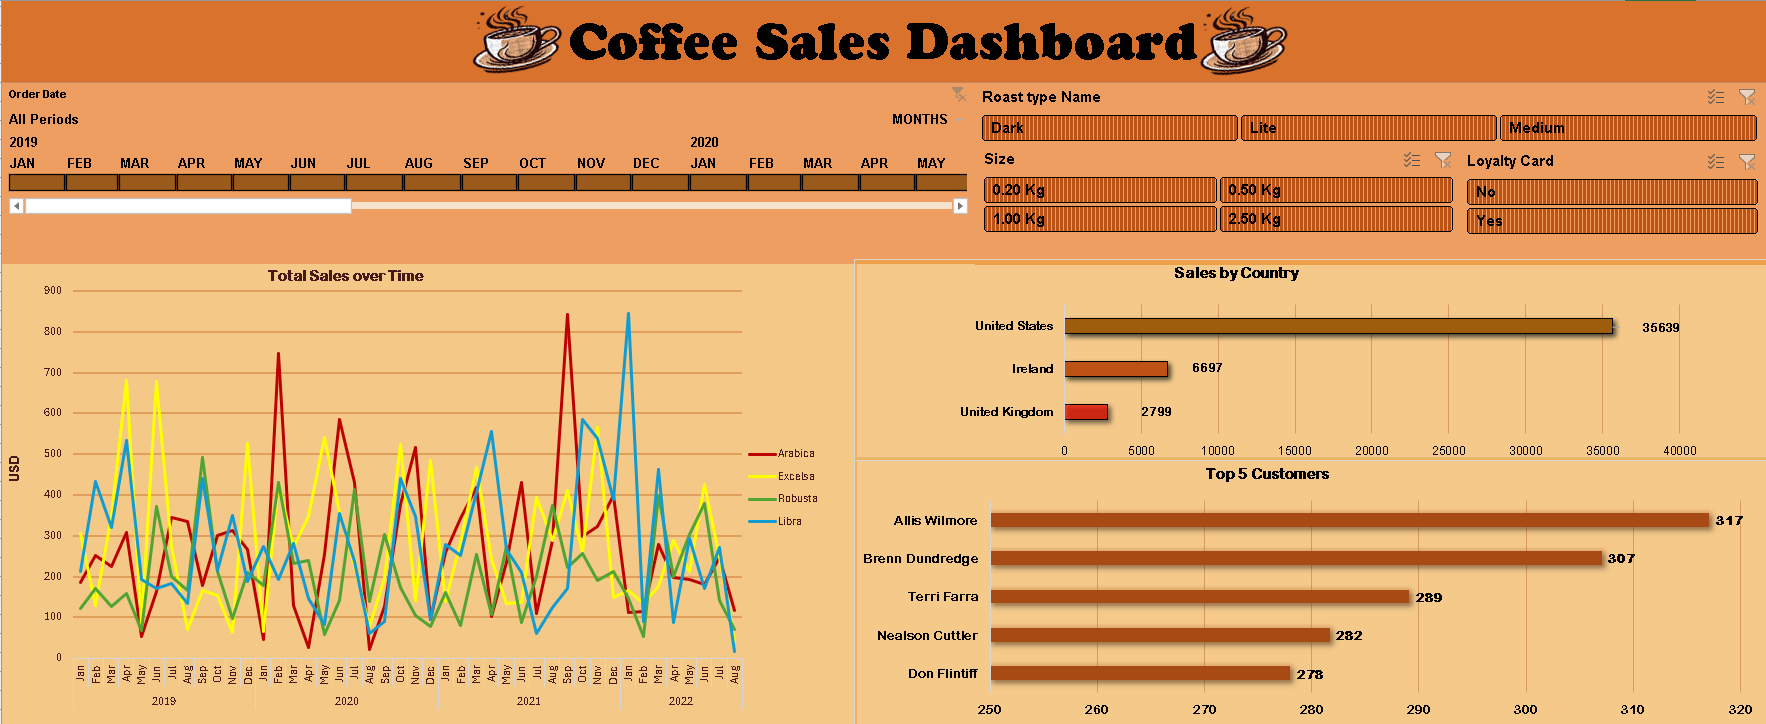 Coffee Sales Dashboard
Order Date
All Periods
MONTHS
2019 2020
JAN FEB MAR APR MAY JUN JUL AUG SEP OCT NOV DEC JAN FEB MAR APR MAY
Roast type Name
Dark Lite Medium
Size
0.20 Kg 0.50 Kg
1.00 Kg 2.50 Kg
Loyalty Card
No
Yes
Total Sales over Time
900
800
700
600
500
400
300
200
100
0
USD
Jan Feb Mar Apr May Jun Jul Aug Sep Oct Nov Dec Jan Feb Mar Apr May Jun Jul Aug Sep Oct Nov Dec Jan Feb Mar Apr May Jun Jul Aug Sep Oct Nov Dec Jan Feb Mar Apr May Jun Jul Aug
2019 2020 2021 2022
Arabica
Excelsa
Robusta
Libra
Sales by Country
United States 35639
Ireland 6697
United Kingdom 2799
0 5000 10000 15000 20000 25000 30000 35000 40000
Top 5 Customers
Allis Wilmore 317
Brenn Dundredge 307
Terri Farra 289
Nealson Cuttler 282
Don Flintiff 278
250 260 270 280 290 300 310 320